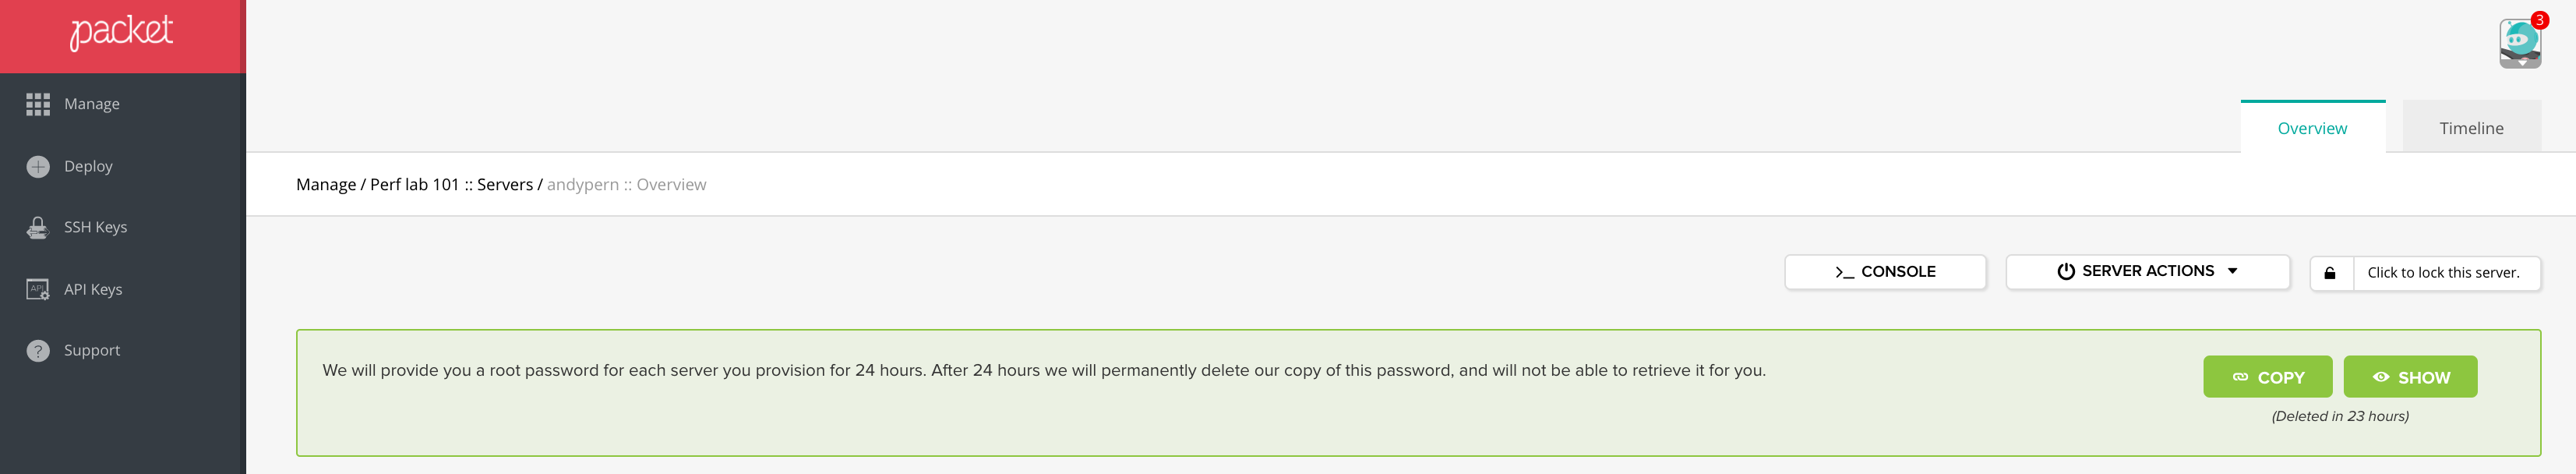 packet
3
Manage
Deploy
SSH Keys
API
API Keys
? Support
Overview
Timeline
Manage / Perf lab 101 :: Servers / andypern :: Overview
>_ CONSOLE
SERVER ACTIONS
Click to lock this server.
We will provide you a root password for each server you provision for 24 hours. After 24 hours we will permanently delete our copy of this password, and will not be able to retrieve it for you.
COPY
SHOW
(Deleted in 23 hours)